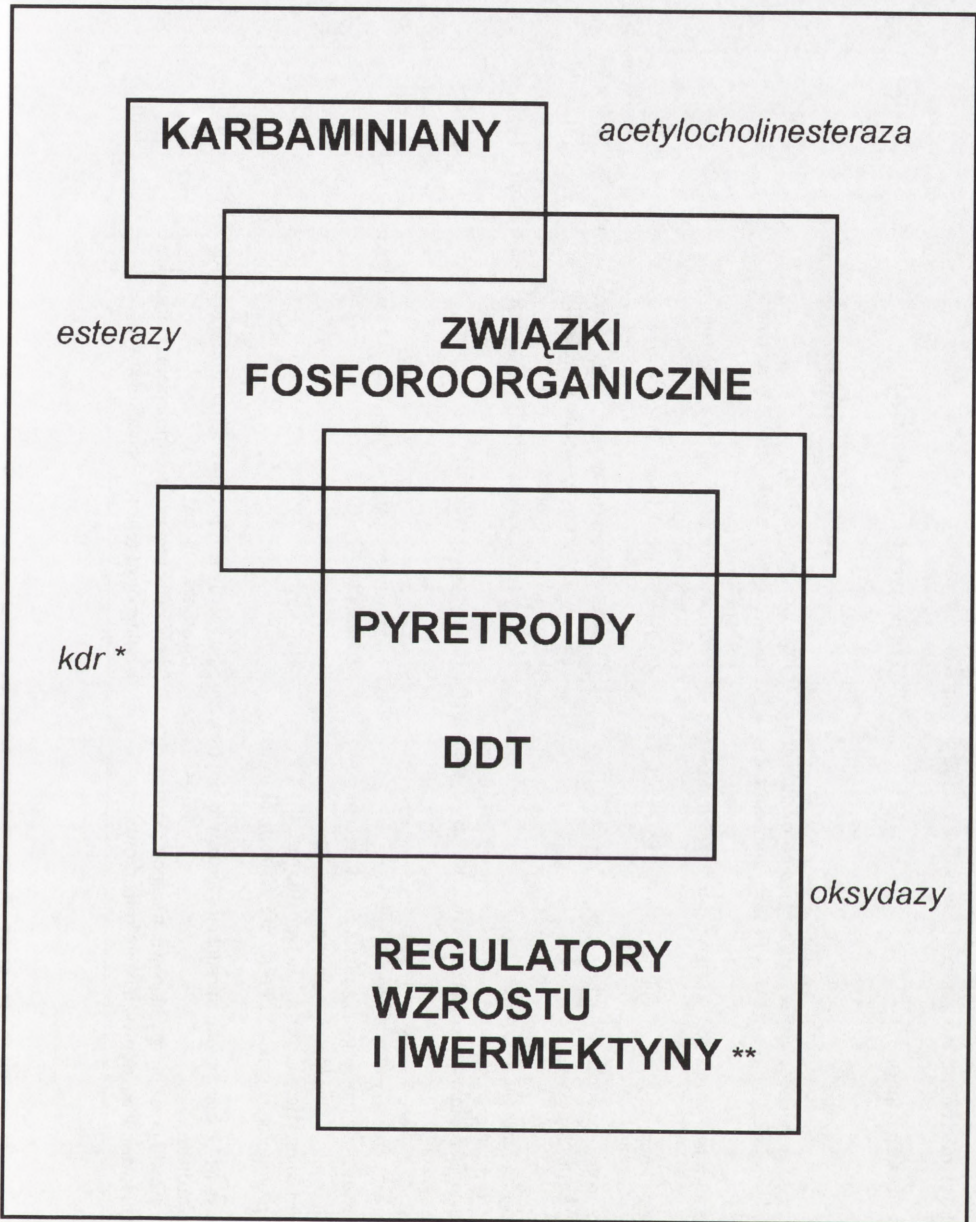 KARBAMINIANY
acetylocholinesteraza
esterazy
ZWIĄZKI
FOSFOROORGANICZNE
PYRETROIDY
kdr *
DDT
oksydazy
REGULATORY
WZROSTU
I IWERMEKTYNY **